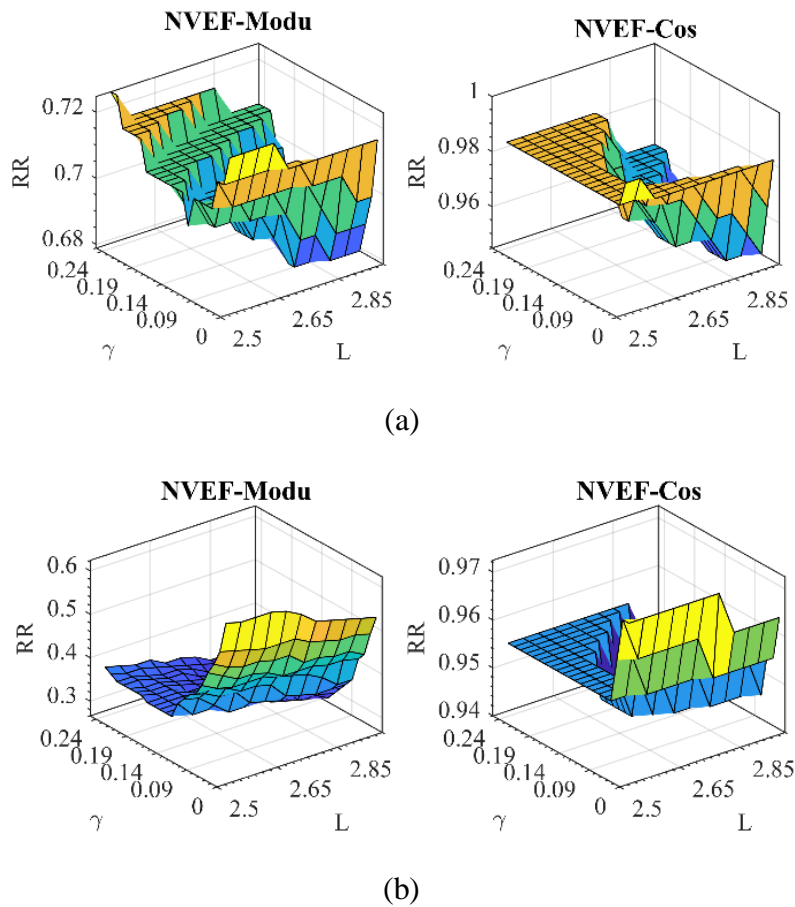 NVEF-Modu
0.72
0.7
0.68
RR
0.24
0.19
0.14
0.09
0
γ
2.5
2.65
2.85
L
NVEF-Cos
1
0.98
0.96
RR
0.24
0.19
0.14
0.09
0
γ
2.5
2.65
2.85
L
(a)
NVEF-Modu
0.6
0.5
0.4
0.3
RR
0.24
0.19
0.14
0.09
0
γ
2.5
2.65
2.85
L
NVEF-Cos
0.97
0.96
0.95
0.94
RR
0.24
0.19
0.14
0.09
0
γ
2.5
2.65
2.85
L
(b)